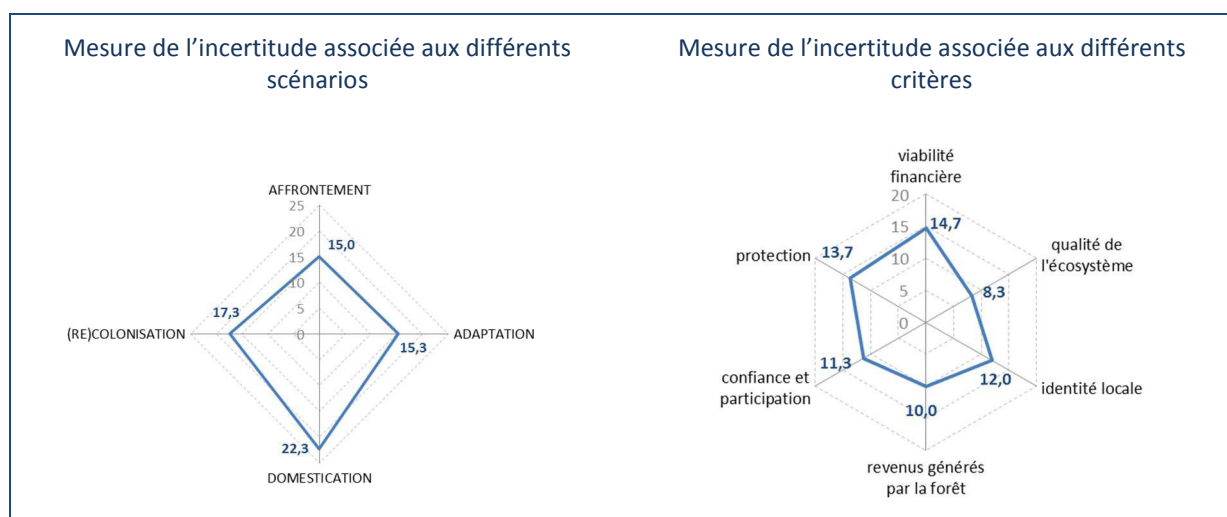 Mesure de l’incertitude associée aux différents
scénarios
AFFRONTEMENT
25
20
15
10
5
0
15,0
17,3
(RE)COLONISATION
ADAPTATION
15,3
22,3
DOMESTICATION
Mesure de l’incertitude associée aux différents
critères
viabilité
financière
20
15
10
5
0
14,7
13,7
protection
qualité de
l'écosystème
8,3
11,3
12,0
confiance et
participation
identité locale
10,0
revenus générés
par la forêt